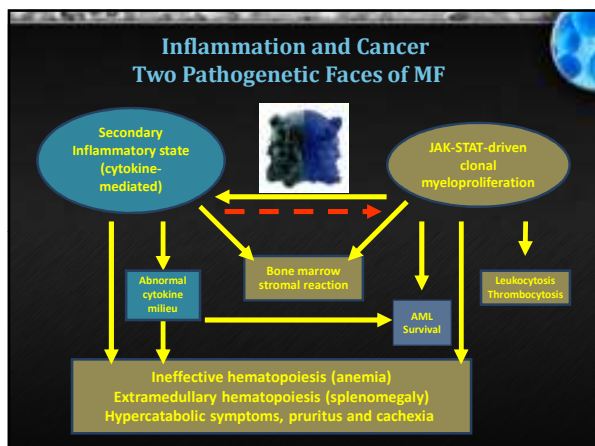 Inflammation and Cancer
Two Pathogenetic Faces of MF
Secondary
Inflammatory state
(cytokine-
mediated)
JAK-STAT-driven
clonal
myeloproliferation
Bone marrow
stromal reaction
Abnormal
cytokine
milieu
Leukocytosis
Thrombocytosis
AML
Survival
Ineffective hematopoiesis (anemia)
Extramedullary hematopoiesis (splenomegaly)
Hypercatabolic symptoms, pruritus and cachexia